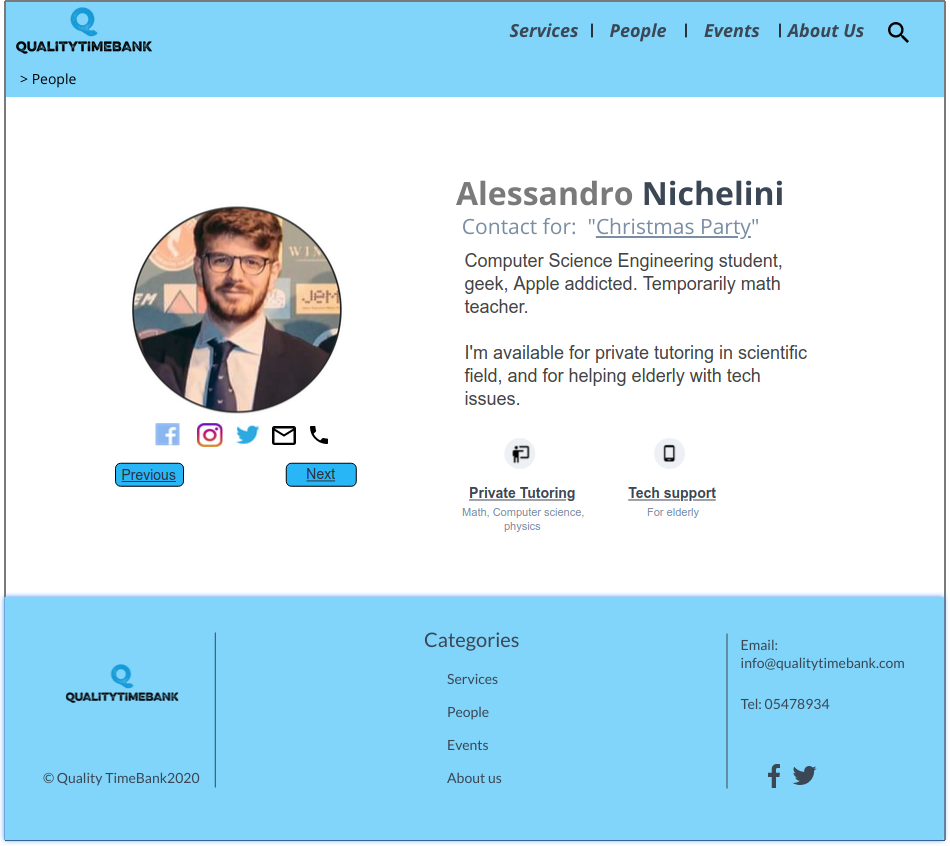 QUALITYTIMEBANK
Services | People | Events | About Us
> People
WIN
EM
JEM
Alessandro Nichelini
Contact for: "Christmas Party"
Computer Science Engineering student,
geek, Apple addicted. Temporarily math
teacher.
I'm available for private tutoring in scientific
field, and for helping elderly with tech
issues.
Previous
Next
Private Tutoring
Math, Computer science,
physics
Tech support
For elderly
QUALITYTIMEBANK
© Quality TimeBank2020
Categories
Services
People
Events
About us
Email:
info@qualitytimebank.com
Tel: 05478934